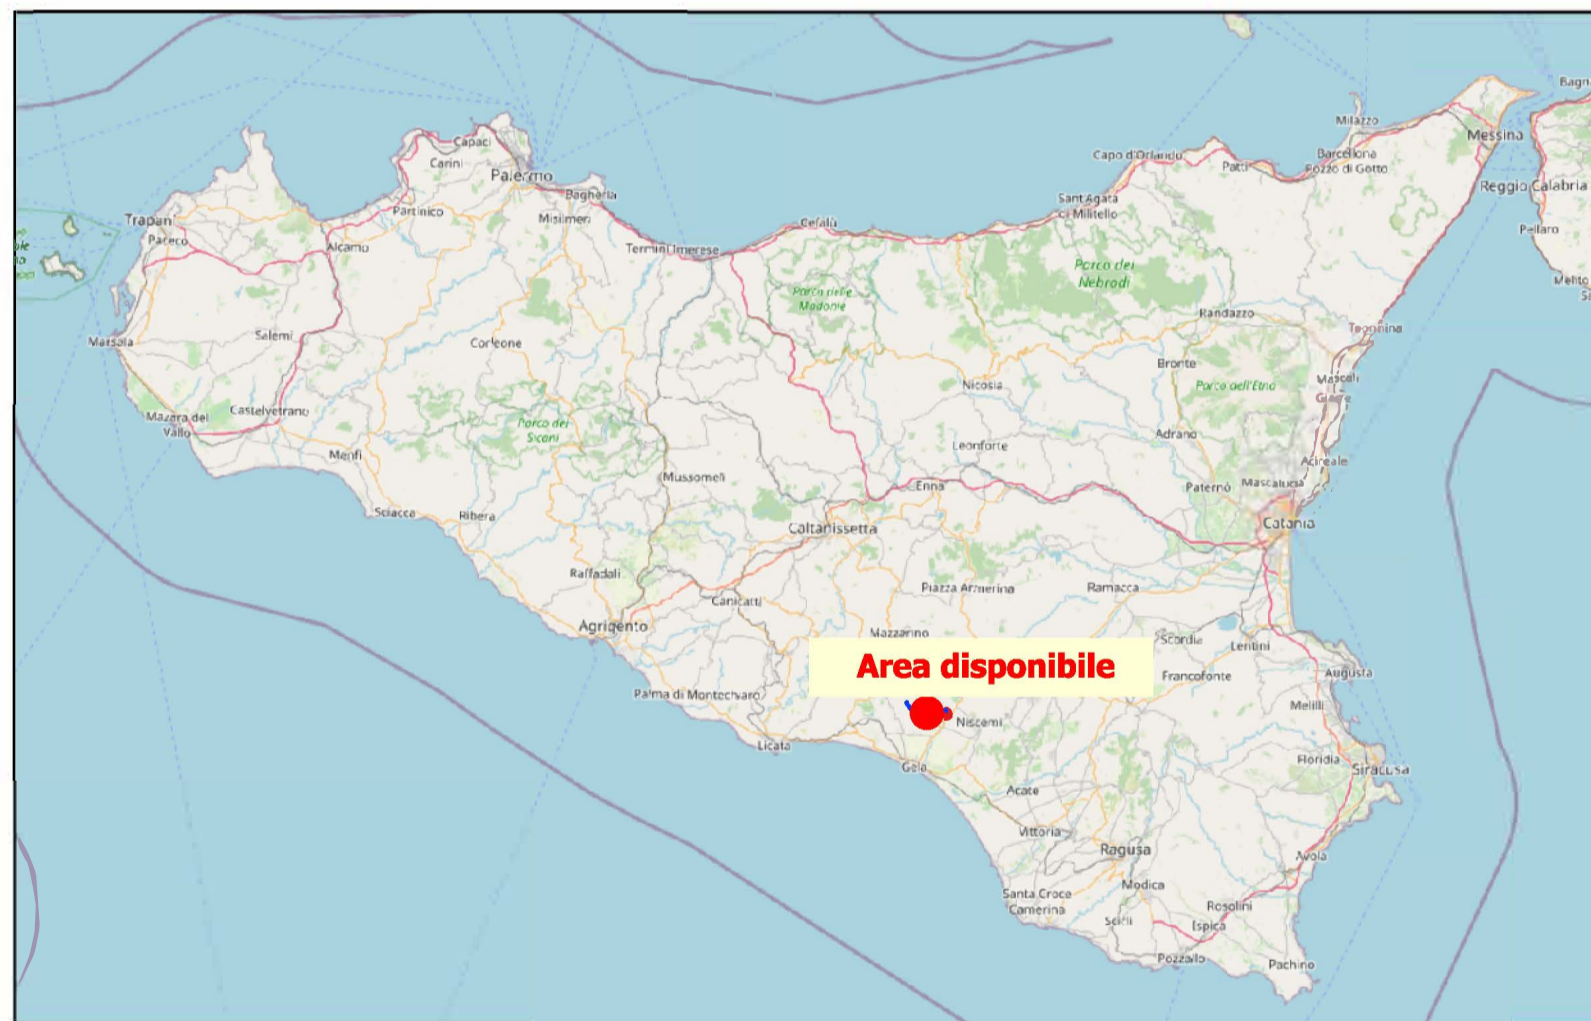 Bagn
Milazzo
Messina
Capaci
Carini
Palermo
Capo d'Orlando
Patti
Barcellona
Pozzo di Gotto
Reggio Calabria
Bagheria
Sant'Agata
di Militello
Partinico
Misilmeri
Trapani
Paceco
Cefalù
Pellaro
Alcamo
Termini Imerese
Parco dei
Nebrodi
Melito
Parco delle
Madonie
Randazzo
Salemi
Marsala
Corleone
Taormina
Bronte
Nicosia
Parco dell'Etna
Mascali
Giarre
Mazara del
Vallo
Castelvetrano
Parco dei
Sicani
Adrano
Leonforte
Menfi
Acireale
Mussomeli
Enna
Paternò
Mascalucia
Sciacca
Ribera
Caltanissetta
Catania
Raffadali
Piazza Armerina
Ramacca
Canicattì
Agrigento
Mazzarino
Scordia
Lentini
Area disponibile
Francofonte
Augusta
Palma di Montechiaro
Melilli
Niscemi
Licata
Gela
Floridia
Siracusa
Acate
Vittoria
Ragusa
Avola
Modica
Santa Croce
Camerina
Rosolini
Scicli
Ispica
Pozzallo
Pachino